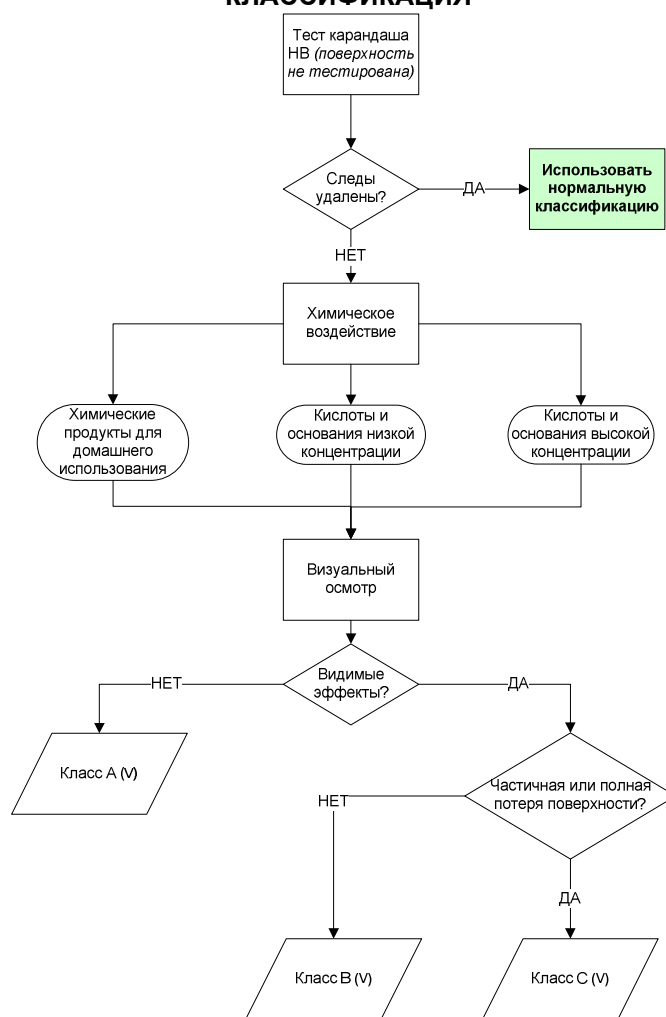 КЛАССИФИКАЦИЯ
Тест карандаша
HB (поверхность
не тестирована)
Следы
удалены?
ДА
Использовать
нормальную
классификацию
НЕТ
Химическое
воздействие
Химические
продукты для
домашнего
использования
Кислоты и
основания низкой
концентрации
Кислоты и
основания высокой
концентрации
Визуальный
осмотр
Видимые
эффекты?
НЕТ
ДА
Класс A (V)
Частичная или полная
потеря поверхности?
НЕТ
ДА
Класс B (V)
Класс C (V)